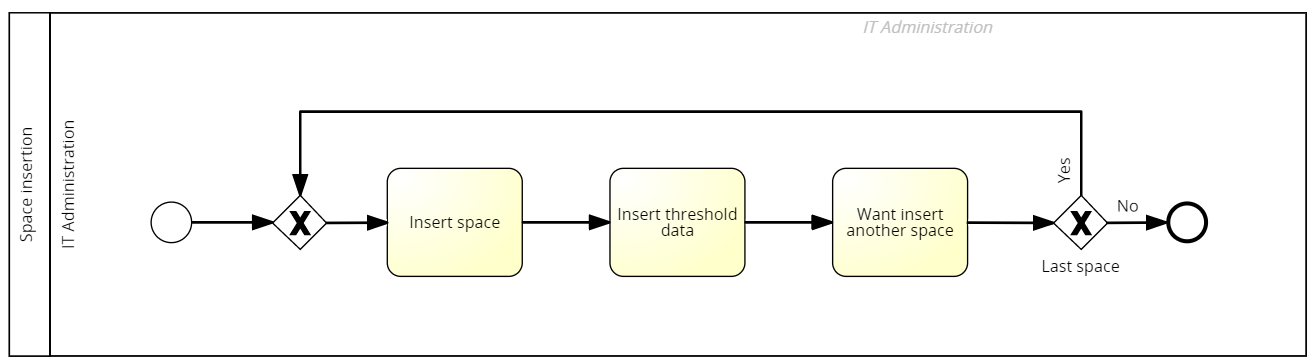 IT Administration
Space insertion
IT Administration
Insert space
Insert threshold
data
Want insert
another space
Yes
No
Last space